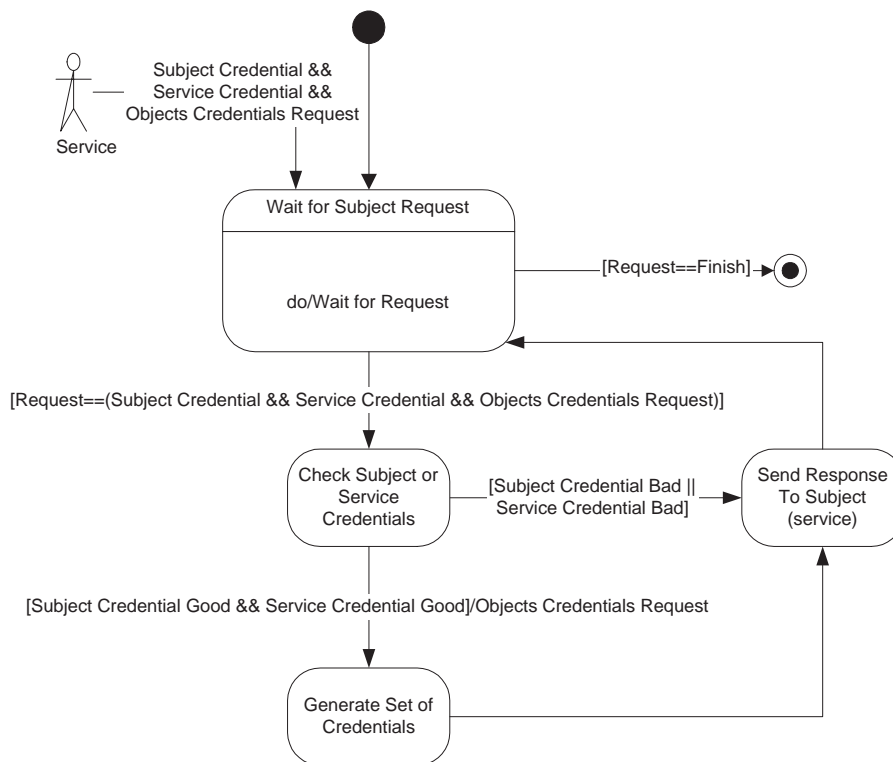 Subject Credential &&
Service Credential &&
Objects Credentials Request
Service
Wait for Subject Request
[Request==Finish]
do/Wait for Request
[Request==(Subject Credential && Service Credential && Objects Credentials Request)]
Check Subject or
Service
Credentials
[Subject Credential Bad ||
Service Credential Bad]
Send Response
To Subject
(service)
[Subject Credential Good && Service Credential Good]/Objects Credentials Request
Generate Set of
Credentials